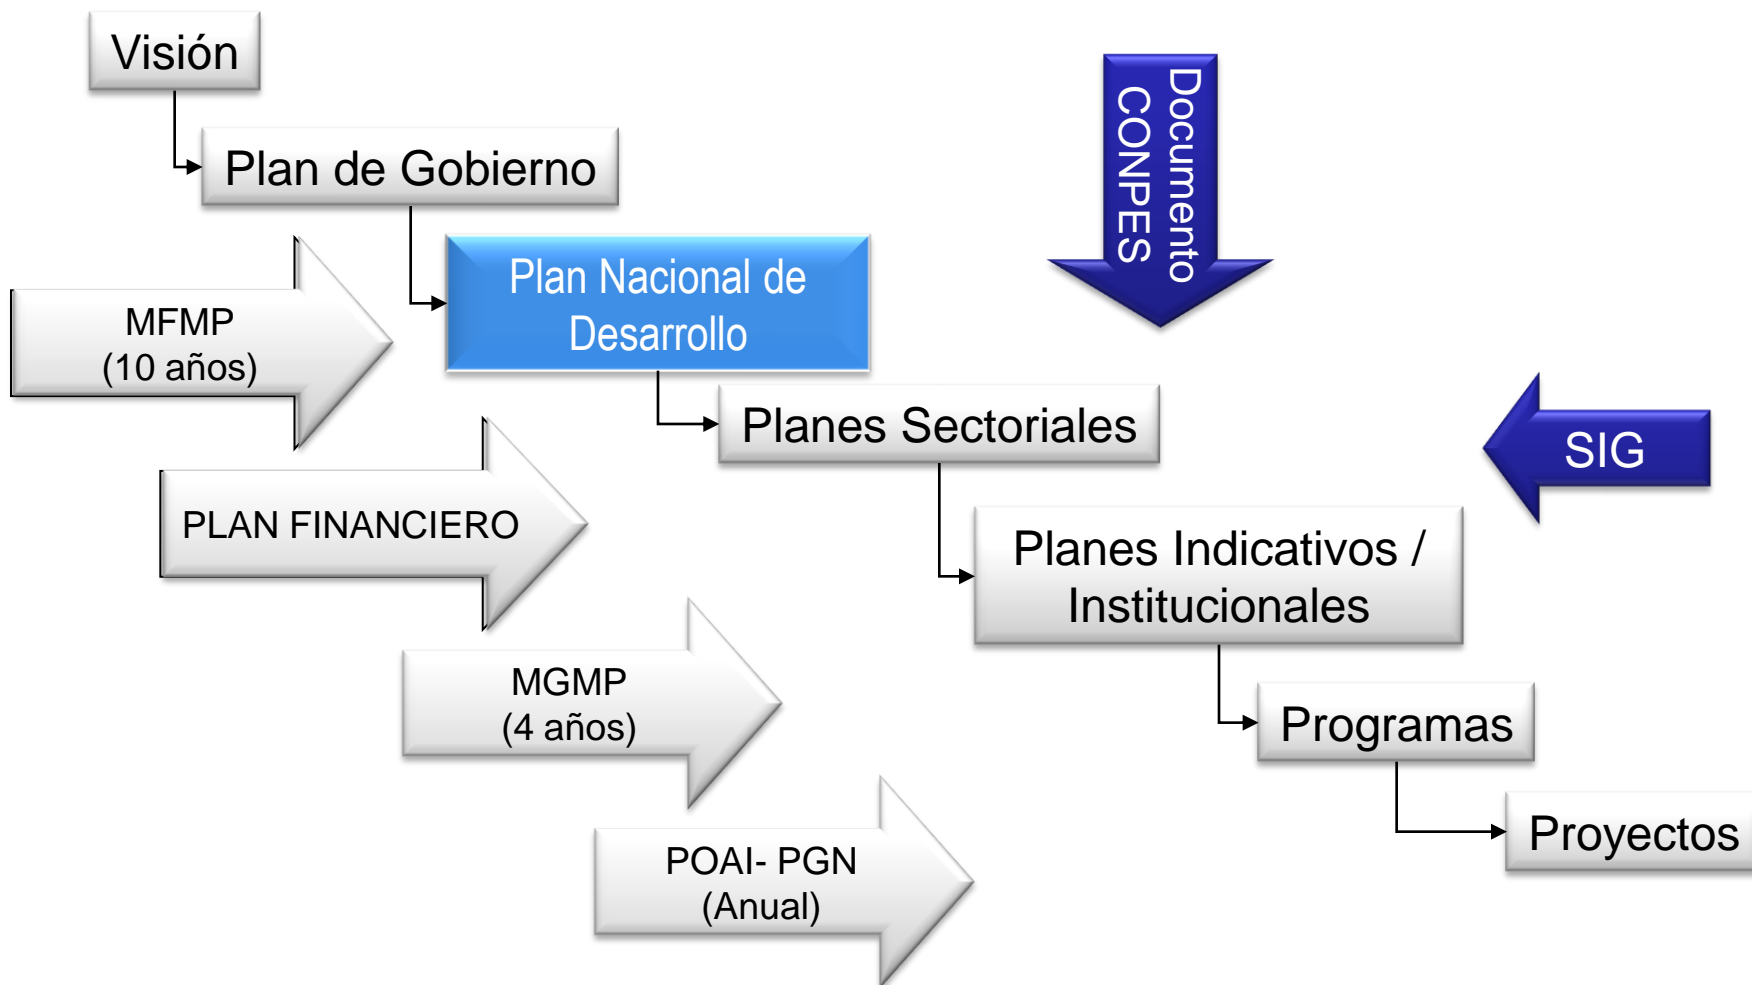 Visión
Plan de Gobierno
Plan Nacional de
Desarrollo
Planes Sectoriales
Planes Indicativos /
Institucionales
Programas
Proyectos
MFMP
(10 años)
PLAN FINANCIERO
MGMP
(4 años)
POAI- PGN
(Anual)
Documento
CONPES
SIG